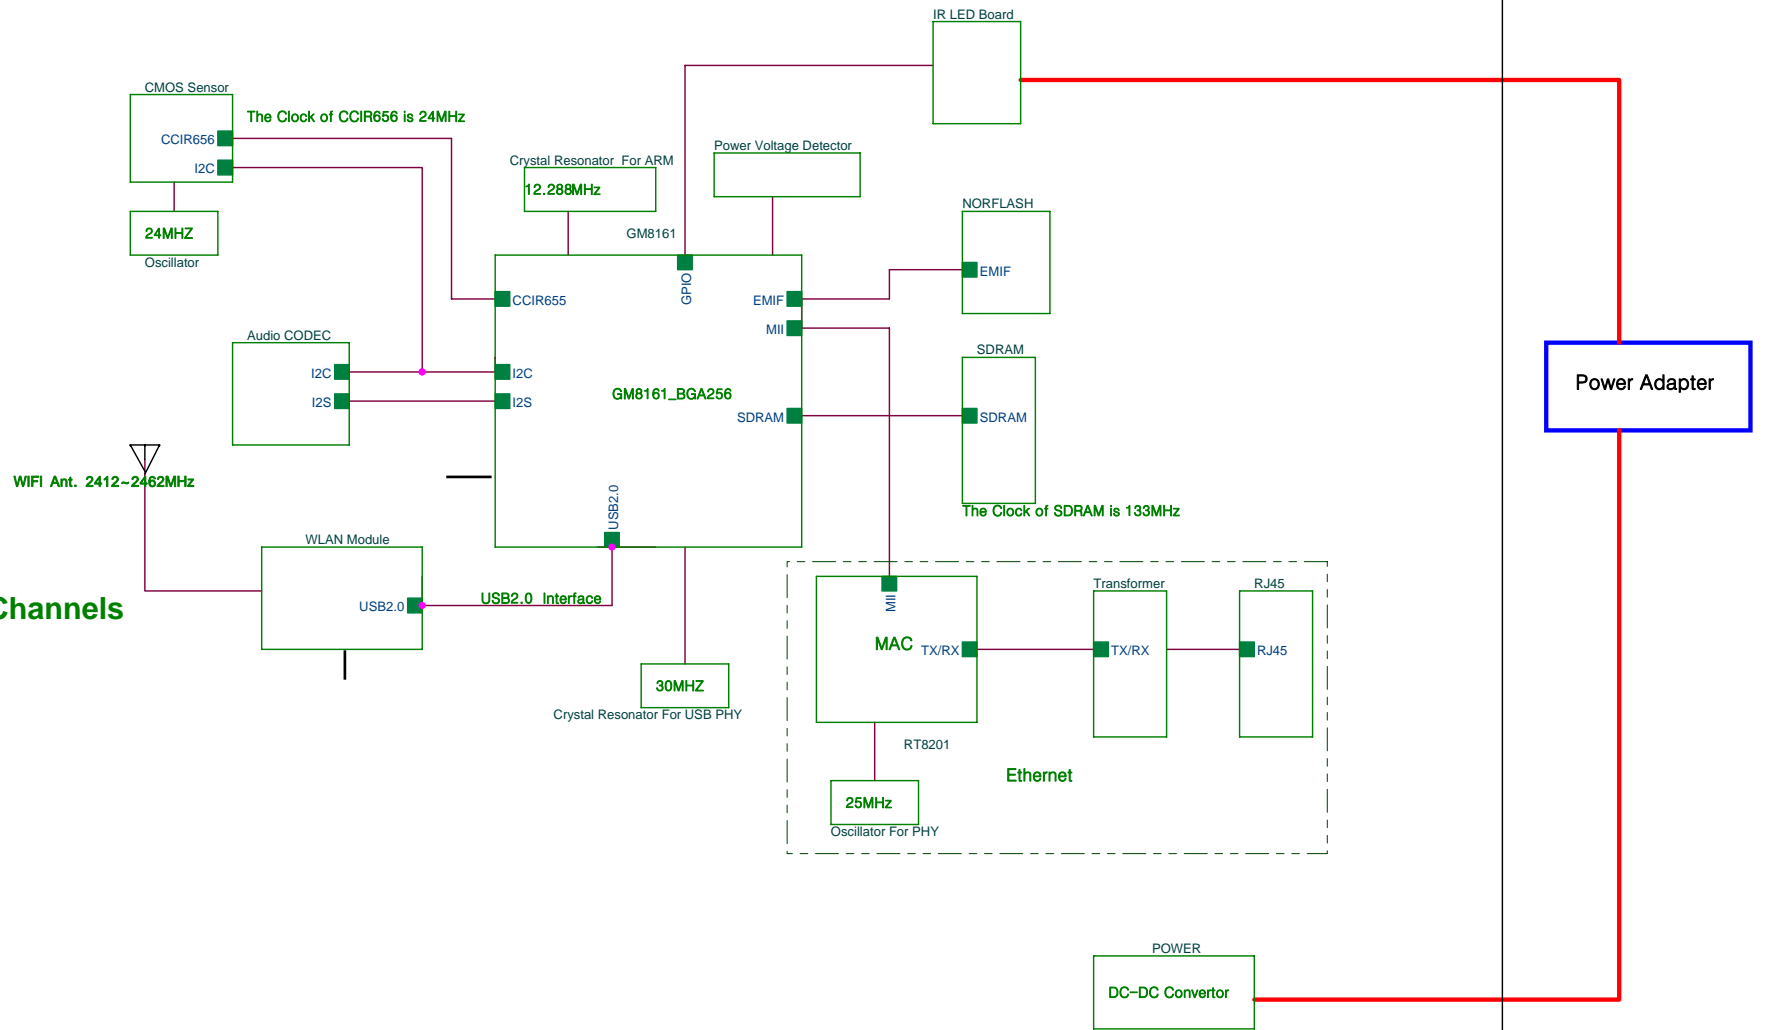 IR LED Board
CMOS Sensor
The Clock of CCIR656 is 24MHz
CCIR656
I2C
24MHZ
Oscillator
Crystal Resonator For ARM
12.288MHz
Power Voltage Detector
GM8161
NORFLASH
EMIF
GPIO
CCIR655
EMIF
MII
Audio CODEC
I2C
I2S
I2C
I2S
GM8161_BGA256
SDRAM
SDRAM
SDRAM
The Clock of SDRAM is 133MHz
Power Adapter
WIFI Ant. 2412~2462MHz
USB2.0
WLAN Module
USB2.0
USB2.0 Interface
Channels
30MHZ
Crystal Resonator For USB PHY
MII
MAC
TX/RX
RT8201
Transformer
TX/RX
RJ45
RJ45
Ethernet
25MHz
Oscillator For PHY
POWER
DC-DC Convertor